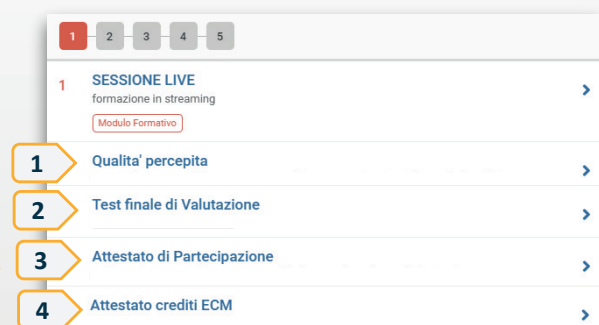 1 2 3 4 5
1 SESSIONE LIVE
formazione in streaming
Modulo Formativo
1 Qualita' percepita
2 Test finale di Valutazione
3 Attestato di Partecipazione
4 Attestato crediti ECM